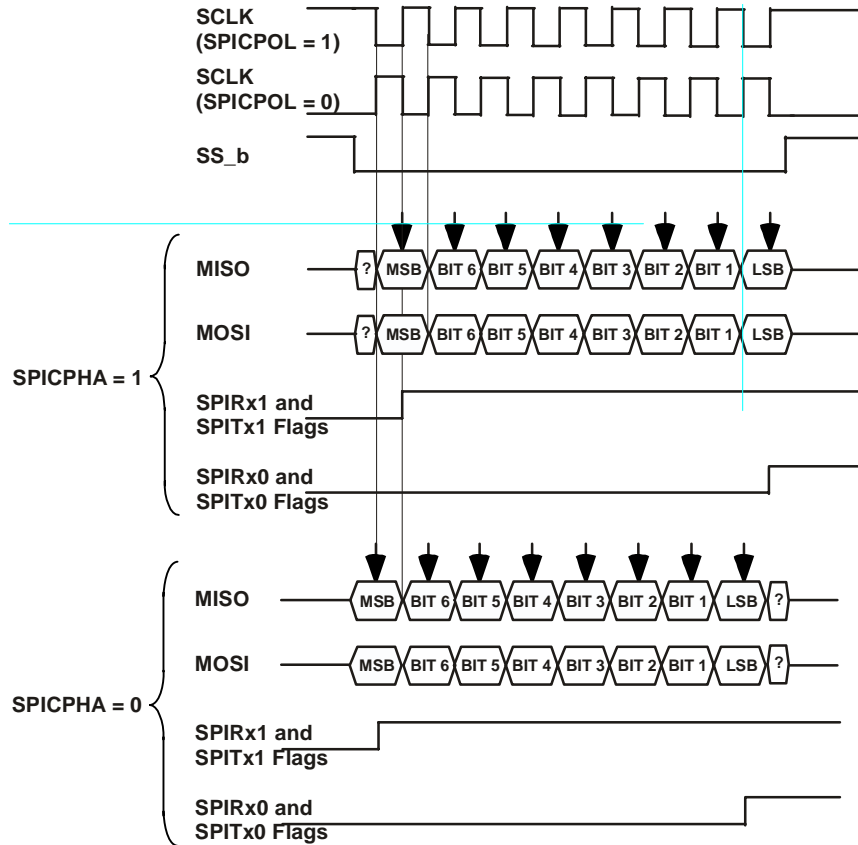 SCLK
(SPICPOL = 1)
SCLK
(SPICPOL = 0)
SS_b
SPICPHA = 1
MISO
? MSB BIT 6 BIT 5 BIT 4 BIT 3 BIT 2 BIT 1 LSB
MOSI
? MSB BIT 6 BIT 5 BIT 4 BIT 3 BIT 2 BIT 1 LSB
SPIRx1 and
SPITx1 Flags
SPIRx0 and
SPITx0 Flags
SPICPHA = 0
MISO
MSB BIT 6 BIT 5 BIT 4 BIT 3 BIT 2 BIT 1 LSB ?
MOSI
MSB BIT 6 BIT 5 BIT 4 BIT 3 BIT 2 BIT 1 LSB ?
SPIRx1 and
SPITx1 Flags
SPIRx0 and
SPITx0 Flags